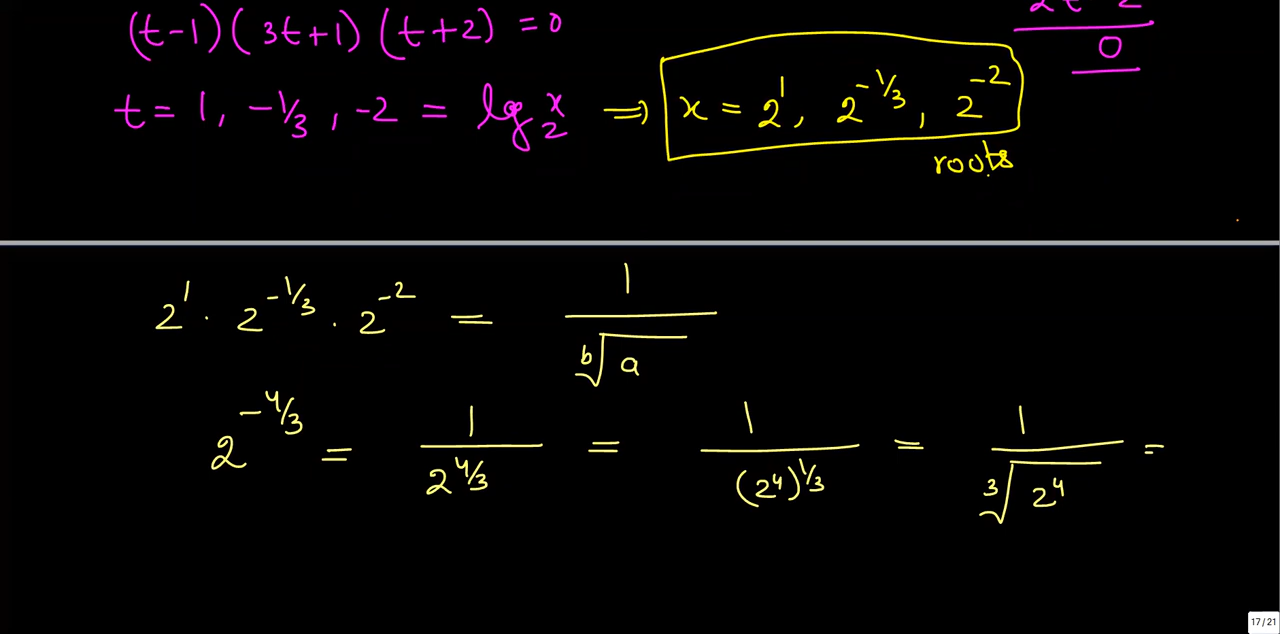 (t-1)(3t+1)(t+2) = 0
0
t = 1, -1/3, -2 = log₂x ⇒ x = 2¹, 2^(-1/3), 2^(-2)
roots
2¹ · 2^(-1/3) · 2^(-2) = 1/ᵇ√a
2^(-4/3) = 1/2^(4/3) = 1/(2⁴)^(1/3) = 1/³√2⁴ =
17/21